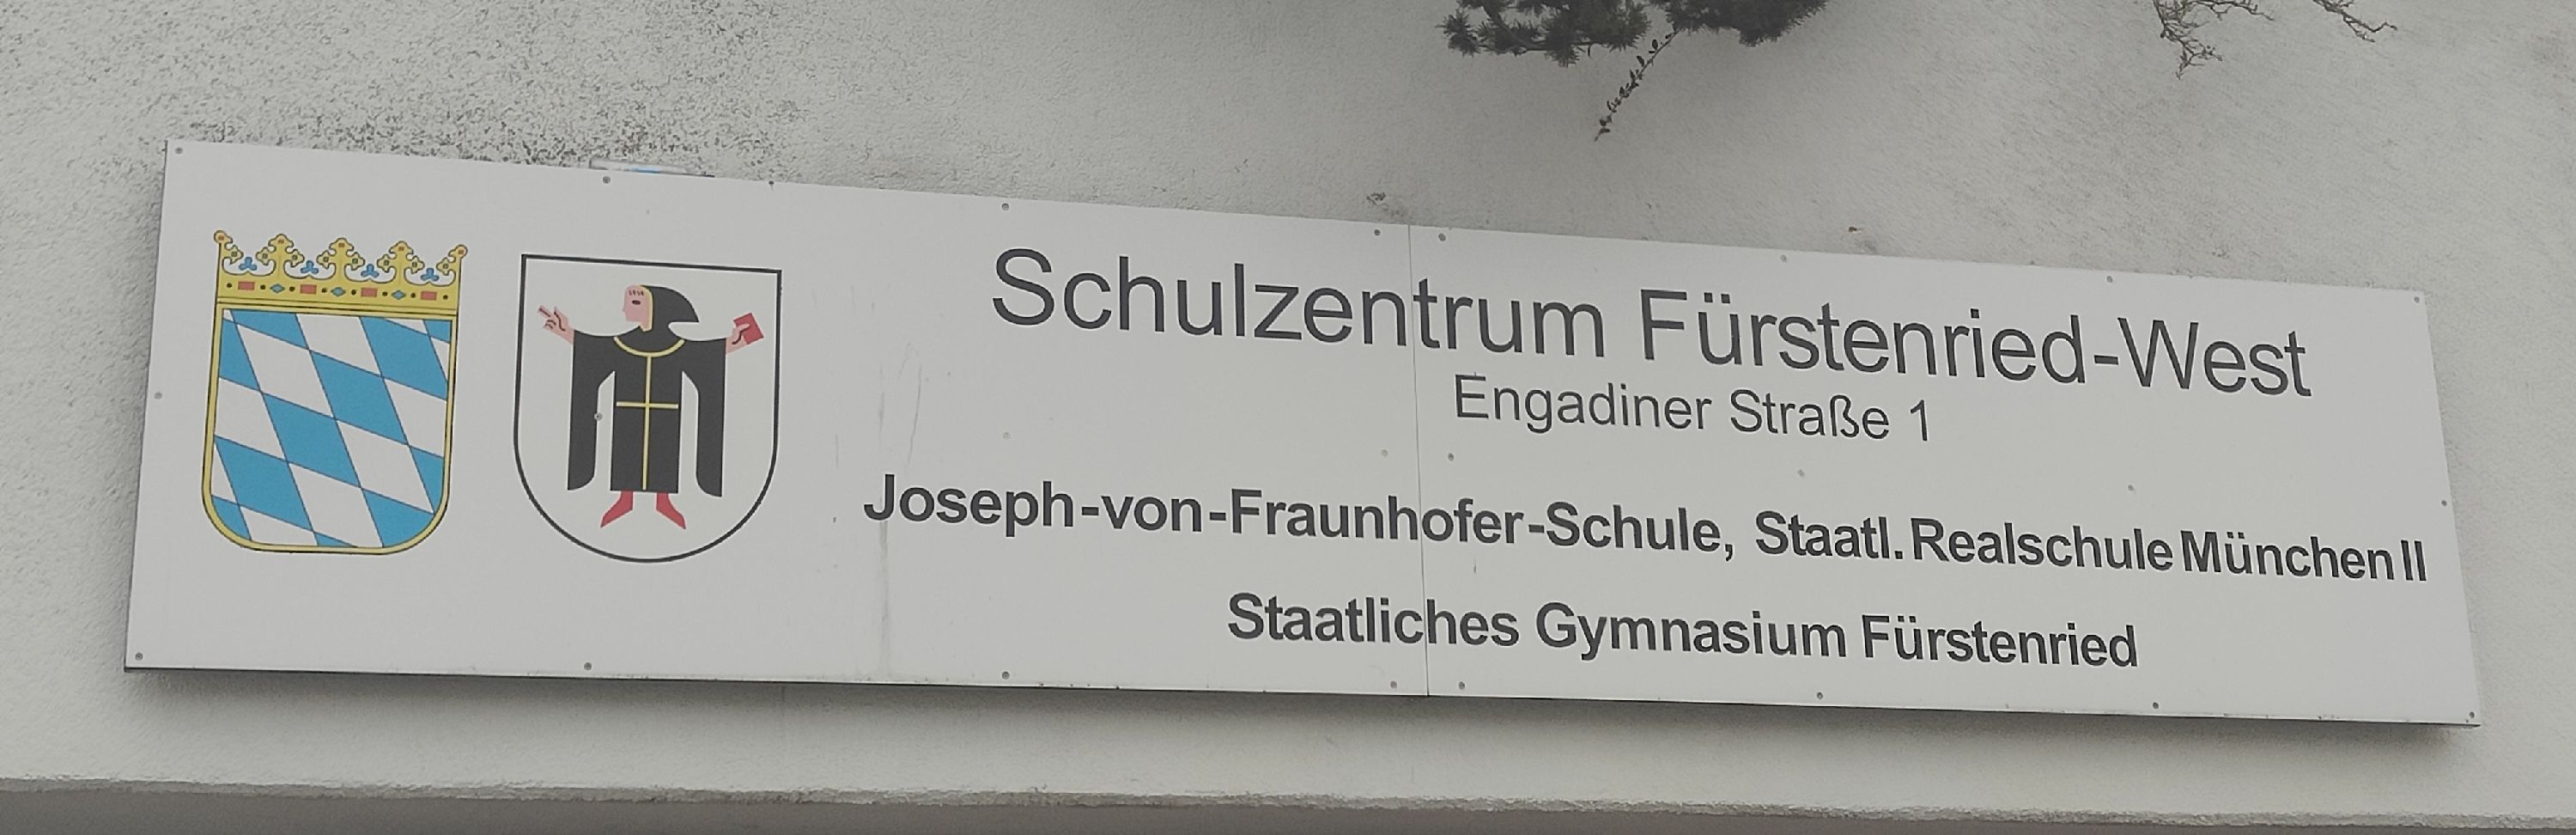 Schulzentrum Fürstenried-West
Engadiner Straße 1
Joseph-von-Fraunhofer-Schule, Staatl. Realschule München II
Staatliches Gymnasium Fürstenried